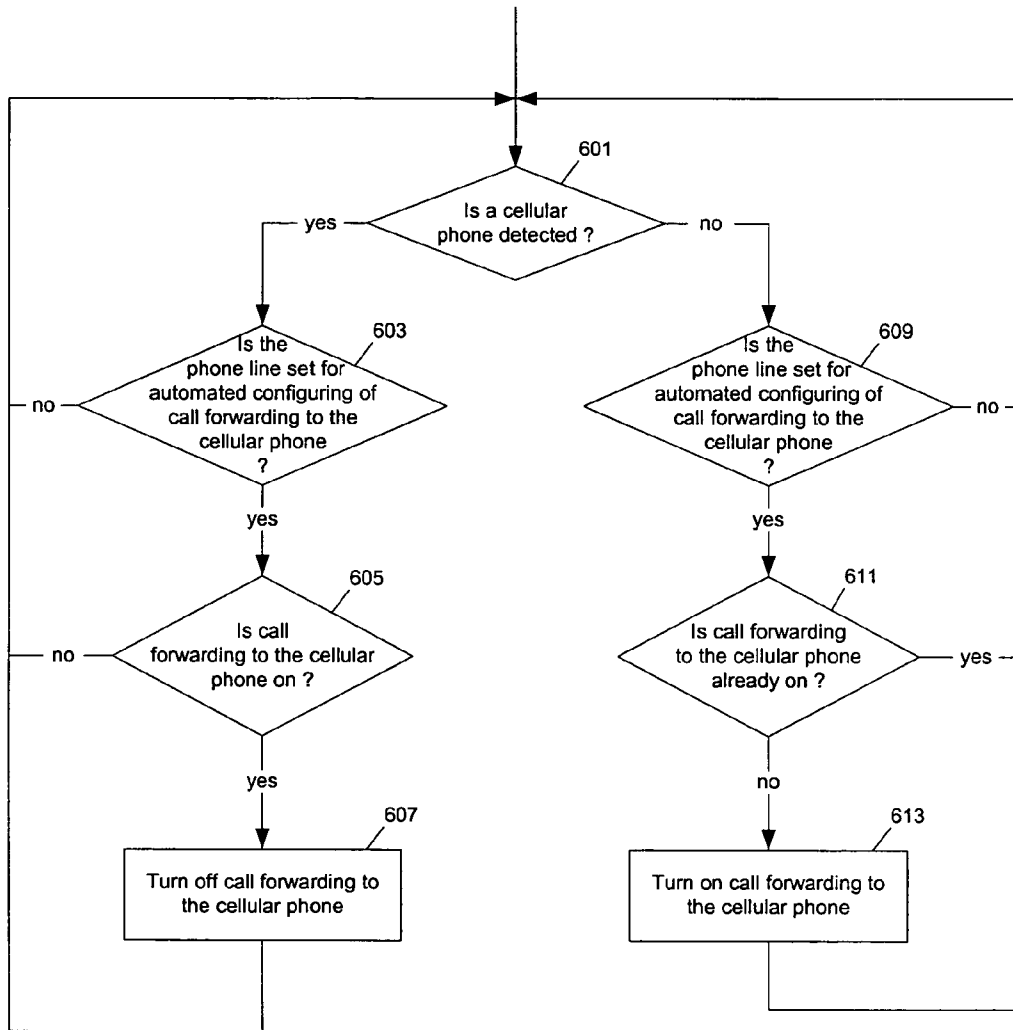 601
Is a cellular
phone detected ?
yes
no
603
Is the
phone line set for
automated configuring of
call forwarding to the
cellular phone
?
no
609
Is the
phone line set for
automated configuring of
call forwarding to the
cellular phone
?
no
yes
yes
605
Is call
forwarding to the cellular
phone on ?
no
611
Is call forwarding
to the cellular phone
already on ?
yes
yes
no
607
Turn off call forwarding to
the cellular phone
613
Turn on call forwarding to
the cellular phone